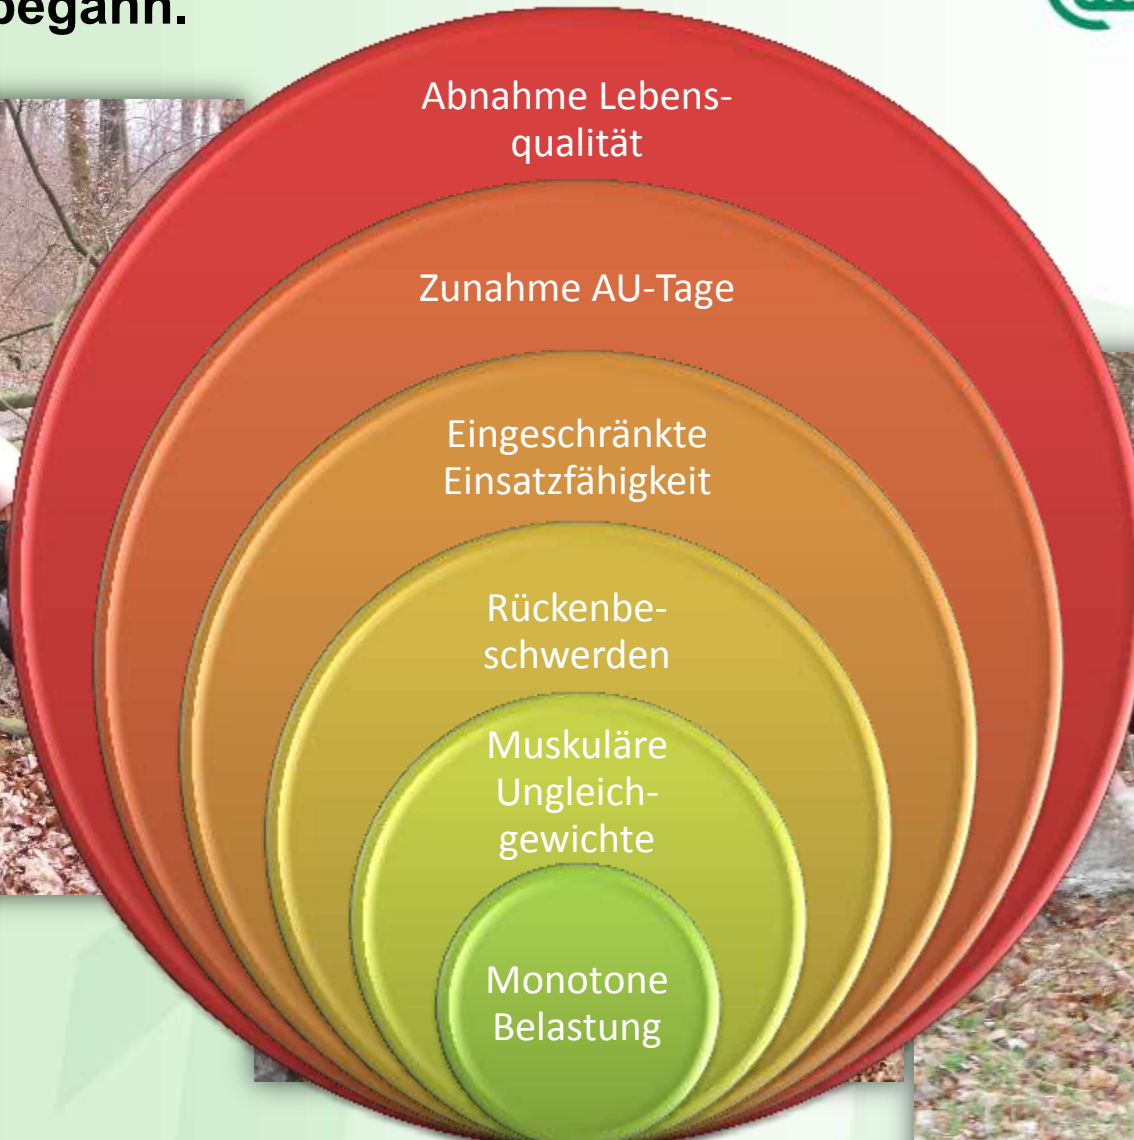 begann.
Abnahme Lebens-
qualität
Zunahme AU-Tage
Eingeschränkte
Einsatzfähigkeit
Rückenbe-
schwerden
Muskuläre
Ungleich-
gewichte
Monotone
Belastung